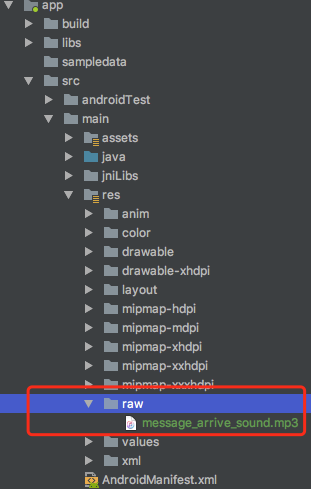 app
build
libs
sampledata
src
androidTest
main
assets
java
jniLibs
res
anim
color
drawable
drawable-xhdpi
layout
mipmap-hdpi
mipmap-mdpi
mipmap-xhdpi
mipmap-xxhdpi
mipmap-xxxhdpi
raw
message_arrive_sound.mp3
values
xml
AndroidManifest.xml